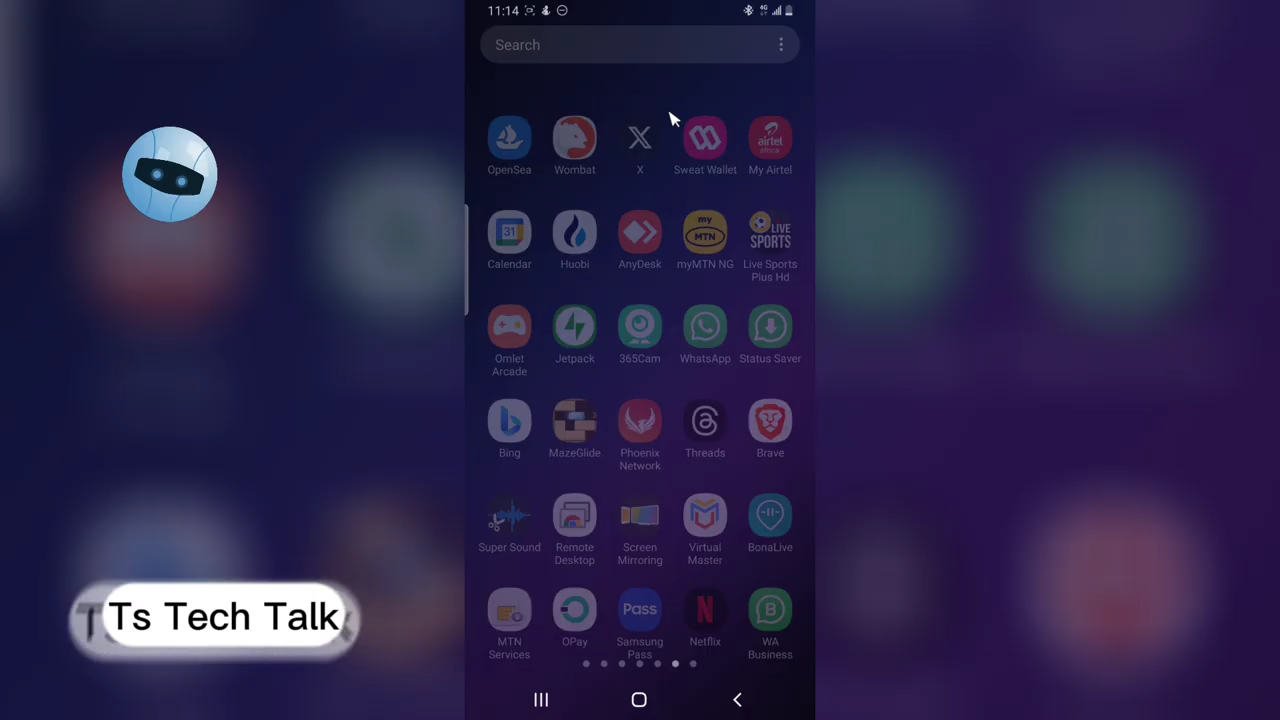 11:14
4G
Search
OpenSea Wombat X Sweat Wallet My Airtel
airtel africa
31
my MTN
LIVE SPORTS
Calendar Huobi AnyDesk myMTN NG Live Sports Plus Hd
Omlet Arcade Jetpack 365Cam WhatsApp Status Saver
Bing MazeGlide Phoenix Network Threads Brave
Super Sound Remote Desktop Screen Mirroring Virtual Master BonaLive
Pass
MTN Services OPay Samsung Pass Netflix WA Business
Ts Tech Talk